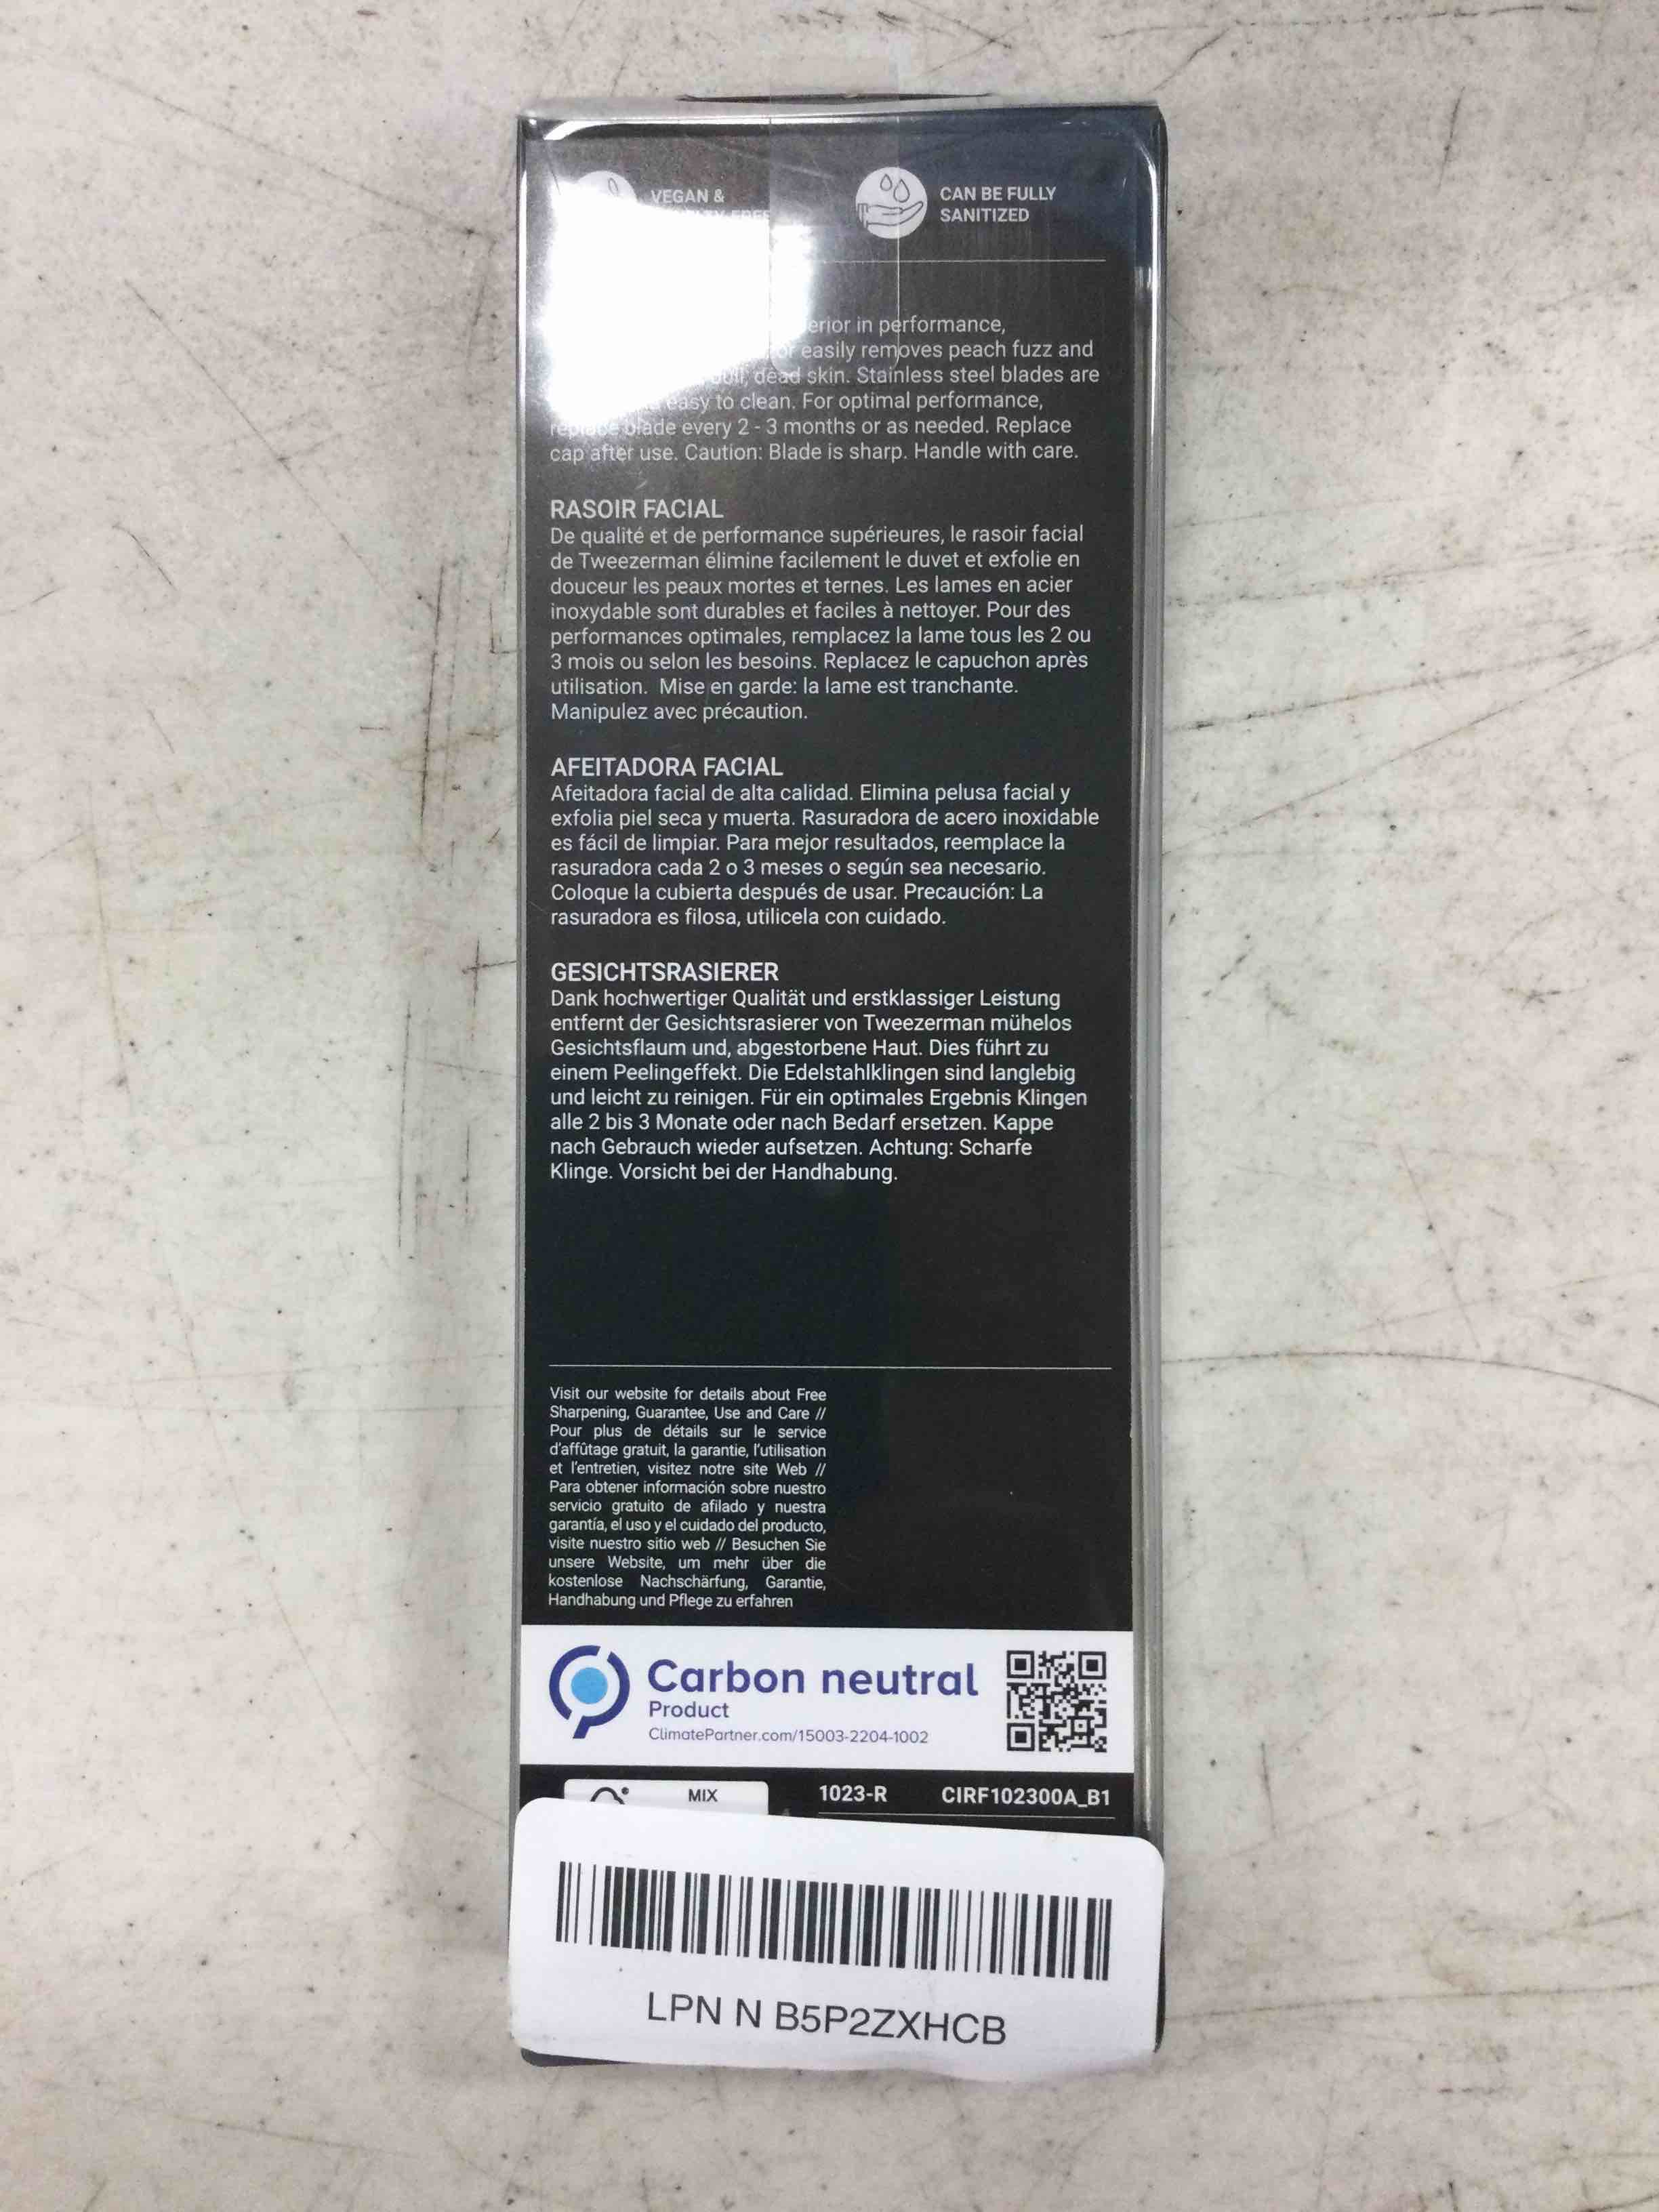 VEGAN &
CAN BE FULLY
SANITIZED
in performance,
easily removes peach fuzz and
dead skin. Stainless steel blades are
easy to clean. For optimal performance,
replace blade every 2 - 3 months or as needed. Replace
cap after use. Caution: Blade is sharp. Handle with care.
RASOIR FACIAL
De qualité et de performance supérieures, le rasoir facial
de Tweezerman élimine facilement le duvet et exfolie en
douceur les peaux mortes et ternes. Les lames en acier
inoxydable sont durables et faciles à nettoyer. Pour des
performances optimales, remplacez la lame tous les 2 ou
3 mois ou selon les besoins. Replacez le capuchon après
utilisation. Mise en garde: la lame est tranchante.
Manipulez avec précaution.
AFEITADORA FACIAL
Afeitadora facial de alta calidad. Elimina pelusa facial y
exfolia piel seca y muerta. Rasuradora de acero inoxidable
es fácil de limpiar. Para mejor resultados, reemplace la
rasuradora cada 2 o 3 meses o según sea necesario.
Coloque la cubierta después de usar. Precaución: La
rasuradora es filosa, utilicela con cuidado.
GESICHTSRASIERER
Dank hochwertiger Qualität und erstklassiger Leistung
entfernt der Gesichtsrasierer von Tweezerman mühelos
Gesichtsflaum und, abgestorbene Haut. Dies führt zu
einem Peelingeffekt. Die Edelstahlklingen sind langlebig
und leicht zu reinigen. Für ein optimales Ergebnis Klingen
alle 2 bis 3 Monate oder nach Bedarf ersetzen. Kappe
nach Gebrauch wieder aufsetzen. Achtung: Scharfe
Klinge. Vorsicht bei der Handhabung.
Visit our website for details about Free
Sharpening, Guarantee, Use and Care //
Pour plus de détails sur le service
d'affûtage gratuit, la garantie, l'utilisation
et l'entretien, visitez notre site Web //
Para obtener información sobre nuestro
servicio gratuito de afilado y nuestra
garantía, el uso y el cuidado del producto,
visite nuestro sitio web // Besuchen Sie
unsere Website, um mehr über die
kostenlose Nachschärfung, Garantie,
Handhabung und Pflege zu erfahren
Carbon neutral
Product
ClimatePartner.com/15003-2204-1002
MIX
1023-R CIRF102300A_B1
LPN N B5P2ZXHCB